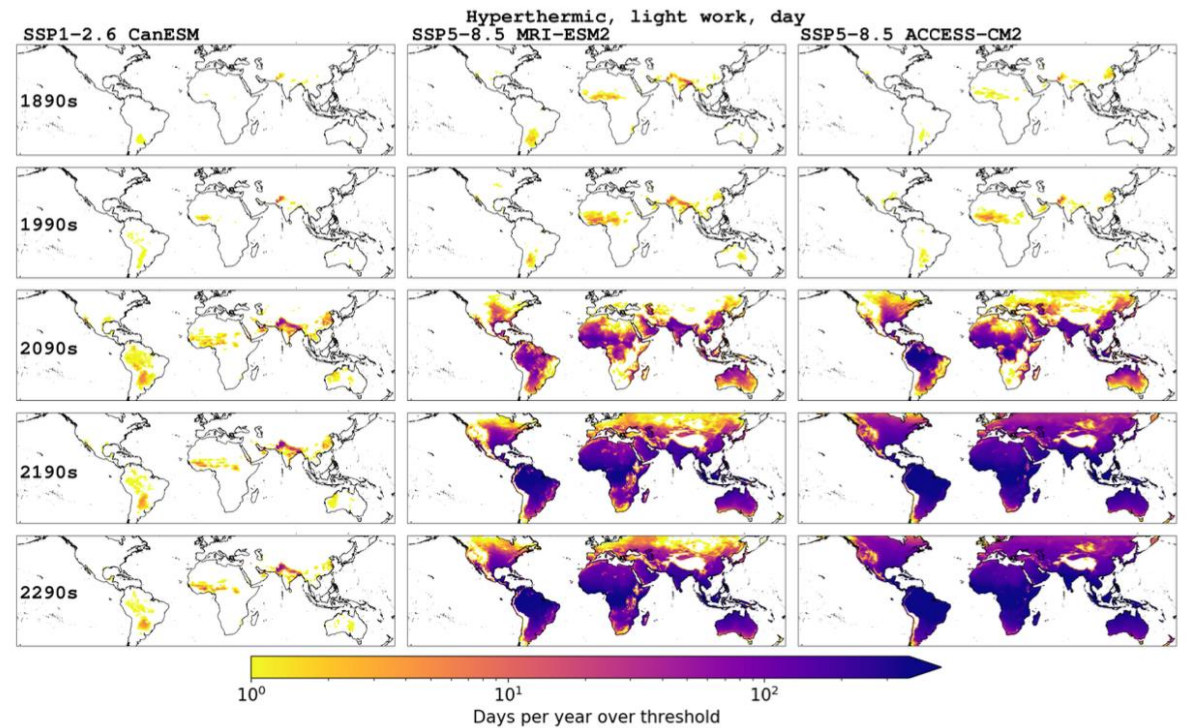 Hyperthermic, light work, day
SSP1-2.6 CanESM
SSP5-8.5 MRI-ESM2
SSP5-8.5 ACCESS-CM2
1890s
1990s
2090s
2190s
2290s
10⁰
10¹
10²
Days per year over threshold